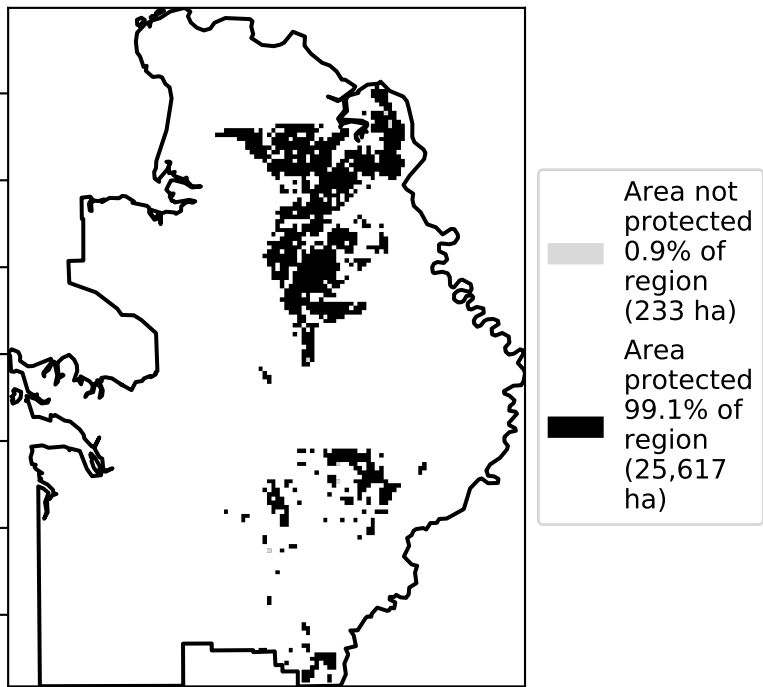 Area not
protected
0.9% of
region
(233 ha)
Area
protected
99.1% of
region
(25,617
ha)